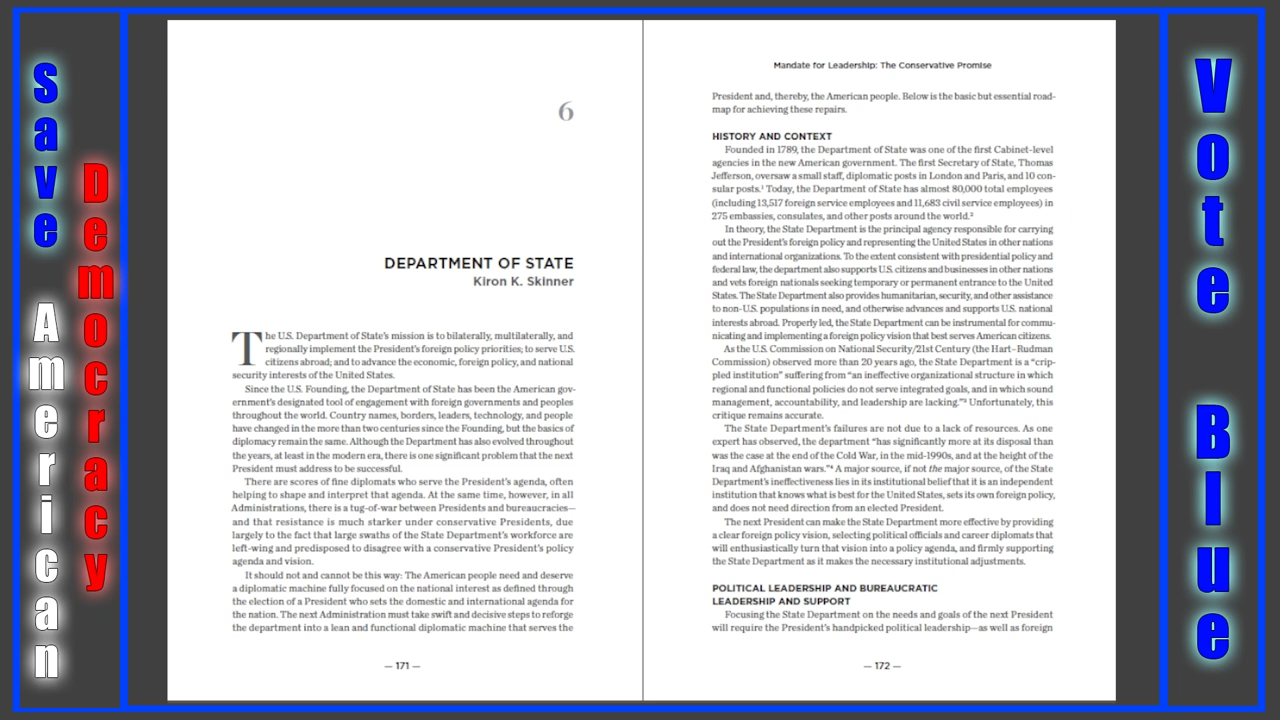 Save
American
Democracy
6
DEPARTMENT OF STATE
Kiron K. Skinner
The U.S. Department of State's mission is to bilaterally, multilaterally, and
regionally implement the President's foreign policy priorities; to serve U.S.
citizens abroad; and to advance the economic, foreign policy, and national
security interests of the United States.
Since the U.S. Founding, the Department of State has been the American gov-
ernment's designated tool of engagement with foreign governments and peoples
throughout the world. Country names, borders, leaders, technology, and people
have changed in the more than two centuries since the Founding, but the basics of
diplomacy remain the same. Although the Department has also evolved throughout
the years, at least in the modern era, there is one significant problem that the next
President must address to be successful.
There are scores of fine diplomats who serve the President's agenda, often
helping to shape and interpret that agenda. At the same time, however, in all
Administrations, there is a tug-of-war between Presidents and bureaucracies—
and that resistance is much starker under conservative Presidents, due
largely to the fact that large swaths of the State Department's workforce are
left-wing and predisposed to disagree with a conservative President's policy
agenda and vision.
It should not and cannot be this way: The American people need and deserve
a diplomatic machine fully focused on the national interest as defined through
the election of a President who sets the domestic and international agenda for
the nation. The next Administration must take swift and decisive steps to reforge
the department into a lean and functional diplomatic machine that serves the
— 171 —
Mandate for Leadership: The Conservative Promise
President and, thereby, the American people. Below is the basic but essential road-
map for achieving these repairs.
HISTORY AND CONTEXT
Founded in 1789, the Department of State was one of the first Cabinet-level
agencies in the new American government. The first Secretary of State, Thomas
Jefferson, oversaw a small staff, diplomatic posts in London and Paris, and 10 con-
sular posts.¹ Today, the Department of State has almost 80,000 total employees
(including 13,517 foreign service employees and 11,683 civil service employees) in
275 embassies, consulates, and other posts around the world.²
In theory, the State Department is the principal agency responsible for carrying
out the President's foreign policy and representing the United States in other nations
and international organizations. To the extent consistent with presidential policy and
federal law, the department also supports U.S. citizens and businesses in other nations
and vets foreign nationals seeking temporary or permanent entrance to the United
States. The State Department also provides humanitarian, security, and other assistance
to non-U.S. populations in need, and otherwise advances and supports U.S. national
interests abroad. Properly led, the State Department can be instrumental for commu-
nicating and implementing a foreign policy vision that best serves American citizens.
As the U.S. Commission on National Security/21st Century (the Hart–Rudman
Commission) observed more than 20 years ago, the State Department is a "crip-
pled institution" suffering from "an ineffective organizational structure in which
regional and functional policies do not serve integrated goals, and in which sound
management, accountability, and leadership are lacking."³ Unfortunately, this
critique remains accurate.
The State Department's failures are not due to a lack of resources. As one
expert has observed, the department "has significantly more at its disposal than
was the case at the end of the Cold War, in the mid-1990s, and at the height of the
Iraq and Afghanistan wars."⁴ A major source, if not the major source, of the State
Department's ineffectiveness lies in its institutional belief that it is an independent
institution that knows what is best for the United States, sets its own foreign policy,
and does not need direction from an elected President.
The next President can make the State Department more effective by providing
a clear foreign policy vision, selecting political officials and career diplomats that
will enthusiastically turn that vision into a policy agenda, and firmly supporting
the State Department as it makes the necessary institutional adjustments.
POLITICAL LEADERSHIP AND BUREAUCRATIC
LEADERSHIP AND SUPPORT
Focusing the State Department on the needs and goals of the next President
will require the President's handpicked political leadership—as well as foreign
— 172 —
Vote
Blue